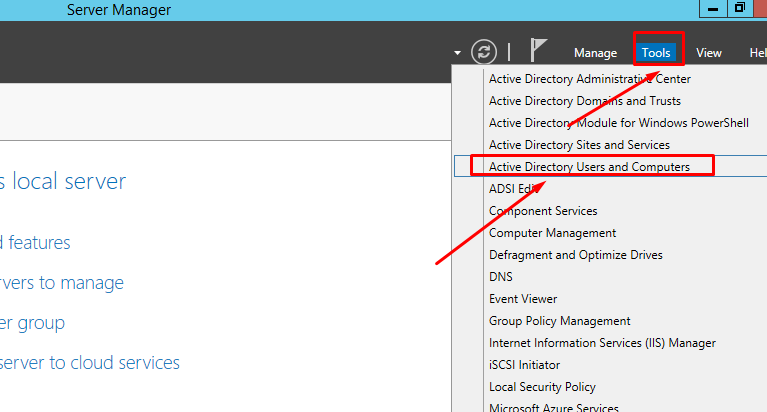 Server Manager
Manage Tools View Hel
Active Directory Administrative Center
Active Directory Domains and Trusts
Active Directory Module for Windows PowerShell
Active Directory Sites and Services
s local server
Active Directory Users and Computers
ADSI Edit
Component Services
Computer Management
d features
Defragment and Optimize Drives
DNS
rvers to manage
Event Viewer
er group
Group Policy Management
Internet Information Services (IIS) Manager
server to cloud services
iSCSI Initiator
Local Security Policy
Microsoft Azure Services